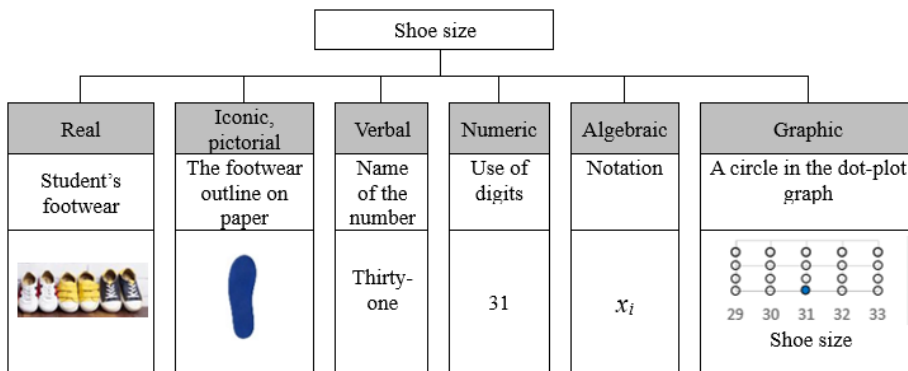 Shoe size
Real
Iconic,
pictorial
Verbal
Numeric
Algebraic
Graphic
Student’s
footwear
The footwear
outline on
paper
Name
of the
number
Use of
digits
Notation
A circle in the dot-plot
graph
Thirty-
one
31
xᵢ
29 30 31 32 33
Shoe size